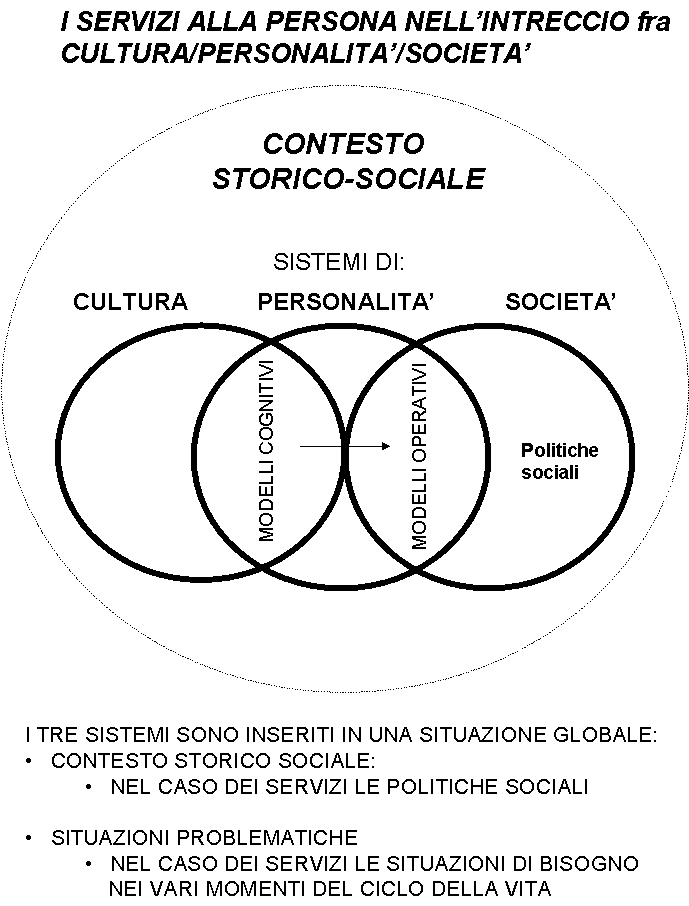 I SERVIZI ALLA PERSONA NELL’INTRECCIO fra
CULTURA/PERSONALITA’/SOCIETA’
CONTESTO
STORICO-SOCIALE
SISTEMI DI:
CULTURA
PERSONALITA’
SOCIETA’
MODELLI COGNITIVI
MODELLI OPERATIVI
Politiche
sociali
I TRE SISTEMI SONO INSERITI IN UNA SITUAZIONE GLOBALE:
• CONTESTO STORICO SOCIALE:
• NEL CASO DEI SERVIZI LE POLITICHE SOCIALI
• SITUAZIONI PROBLEMATICHE
• NEL CASO DEI SERVIZI LE SITUAZIONI DI BISOGNO
NEI VARI MOMENTI DEL CICLO DELLA VITA